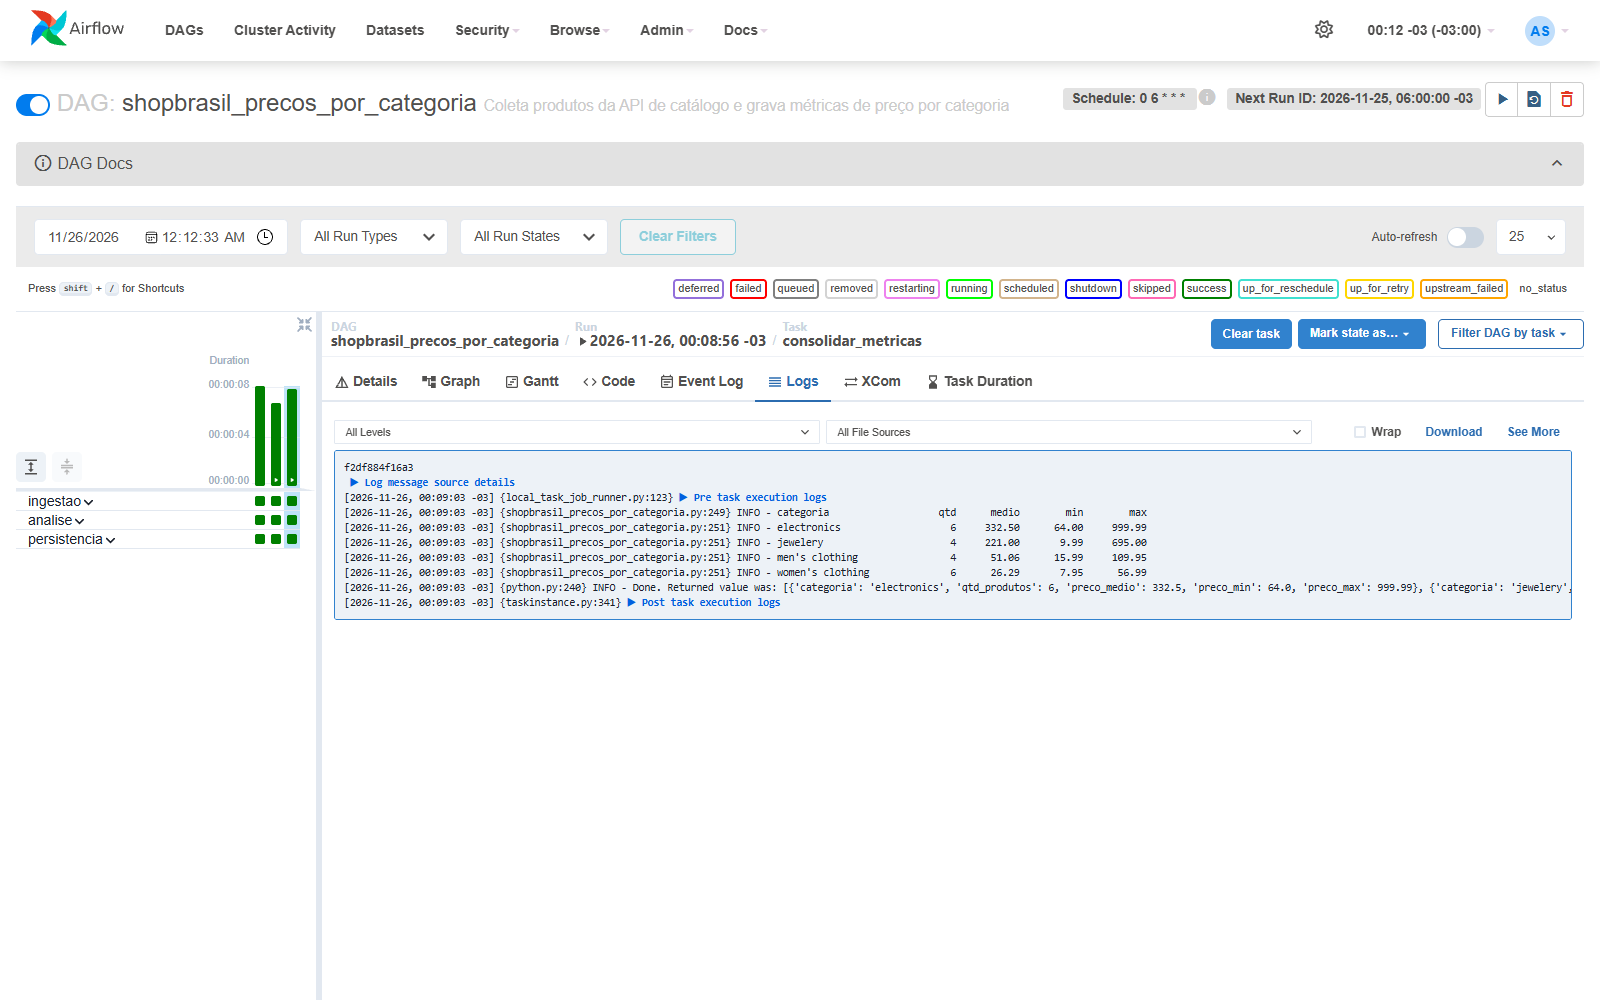 Airflow
DAGs
Cluster Activity
Datasets
Security
Browse
Admin
Docs
00:12 -03 (-03:00)
AS
DAG: shopbrasil_precos_por_categoria Coleta produtos da API de catálogo e grava métricas de preço por categoria
Schedule: 0 6 * * *
i
Next Run ID: 2026-11-25, 06:00:00 -03
DAG Docs
11/26/2026 12:12:33 AM
All Run Types
All Run States
Clear Filters
Auto-refresh
25
Press shift + / for Shortcuts
deferred failed queued removed restarting running scheduled shutdown skipped success up_for_reschedule up_for_retry upstream_failed no_status
Duration
00:00:08
00:00:04
00:00:00
ingestao
analise
persistencia
DAG Run Task
shopbrasil_precos_por_categoria / 2026-11-26, 00:08:56 -03 / consolidar_metricas
Clear task
Mark state as...
Filter DAG by task
Details
Graph
Gantt
Code
Event Log
Logs
XCom
Task Duration
All Levels
All File Sources
Wrap
Download
See More
f2df884f16a3
Log message source details
[2026-11-26, 00:09:03 -03] {local_task_job_runner.py:123} ▶ Pre task execution logs
[2026-11-26, 00:09:03 -03] {shopbrasil_precos_por_categoria.py:249} INFO - categoria qtd medio min max
[2026-11-26, 00:09:03 -03] {shopbrasil_precos_por_categoria.py:251} INFO - electronics 6 332.50 64.00 999.99
[2026-11-26, 00:09:03 -03] {shopbrasil_precos_por_categoria.py:251} INFO - jewelery 4 221.00 9.99 695.00
[2026-11-26, 00:09:03 -03] {shopbrasil_precos_por_categoria.py:251} INFO - men's clothing 4 51.06 15.99 109.95
[2026-11-26, 00:09:03 -03] {shopbrasil_precos_por_categoria.py:251} INFO - women's clothing 6 26.29 7.95 56.99
[2026-11-26, 00:09:03 -03] {python.py:240} INFO - Done. Returned value was: [{'categoria': 'electronics', 'qtd_produtos': 6, 'preco_medio': 332.5, 'preco_min': 64.0, 'preco_max': 999.99}, {'categoria': 'jewelery',
[2026-11-26, 00:09:03 -03] {taskinstance.py:341} ▶ Post task execution logs